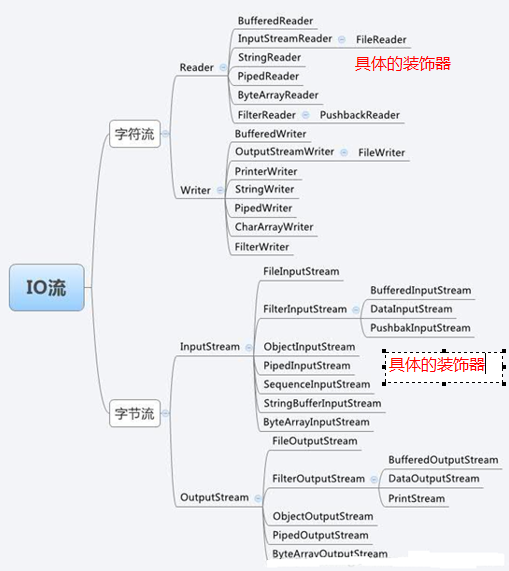 IO流
字符流
Reader
BufferedReader
InputStreamReader
FileReader
StringReader
PipedReader
ByteArrayReader
FilterReader
PushbackReader
具体的装饰器
Writer
BufferedWriter
OutputStreamWriter
FileWriter
PrinterWriter
StringWriter
PipedWriter
CharArrayWriter
FilterWriter
字节流
InputStream
FileInputStream
FilterInputStream
BufferedInputStream
DataInputStream
PushbakInputStream
具体的装饰器
ObjectInputStream
PipedInputStream
SequenceInputStream
StringBufferInputStream
ByteArrayInputStream
OutputStream
FileOutputStream
FilterOutputStream
BufferedOutputStream
DataOutputStream
PrintStream
ObjectOutputStream
PipedOutputStream
ByteArrayOutputStream